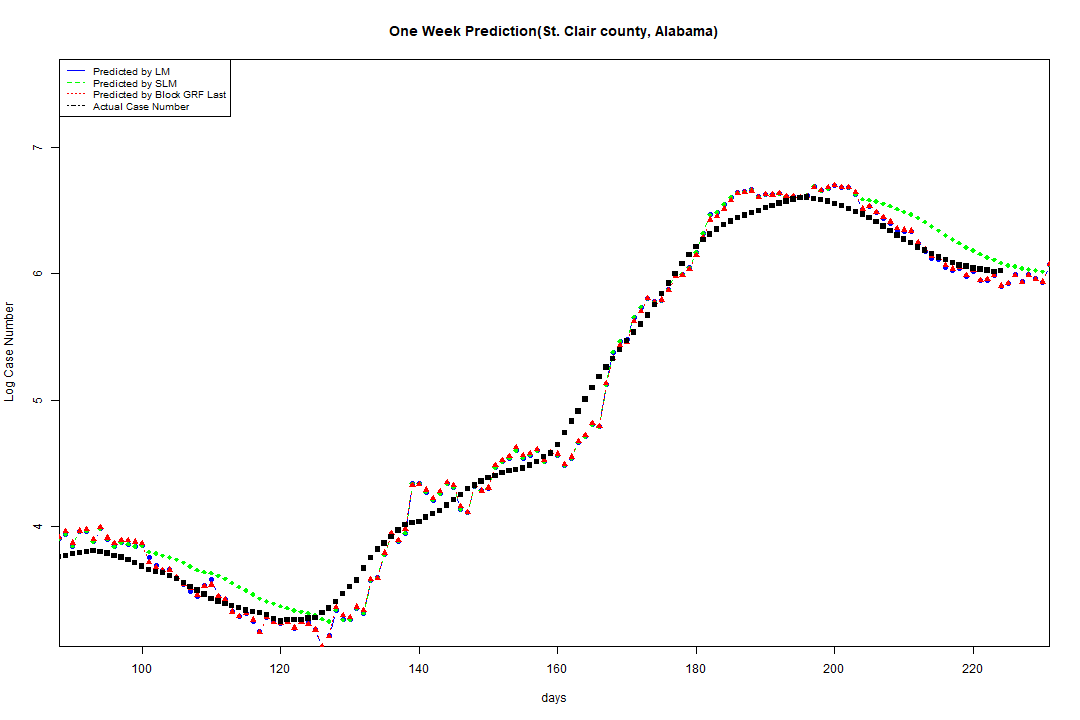 One Week Prediction(St. Clair county, Alabama)
Predicted by LM
Predicted by SLM
Predicted by Block GRF Last
Actual Case Number
7
6
5
4
Log Case Number
100 120 140 160 180 200 220
days